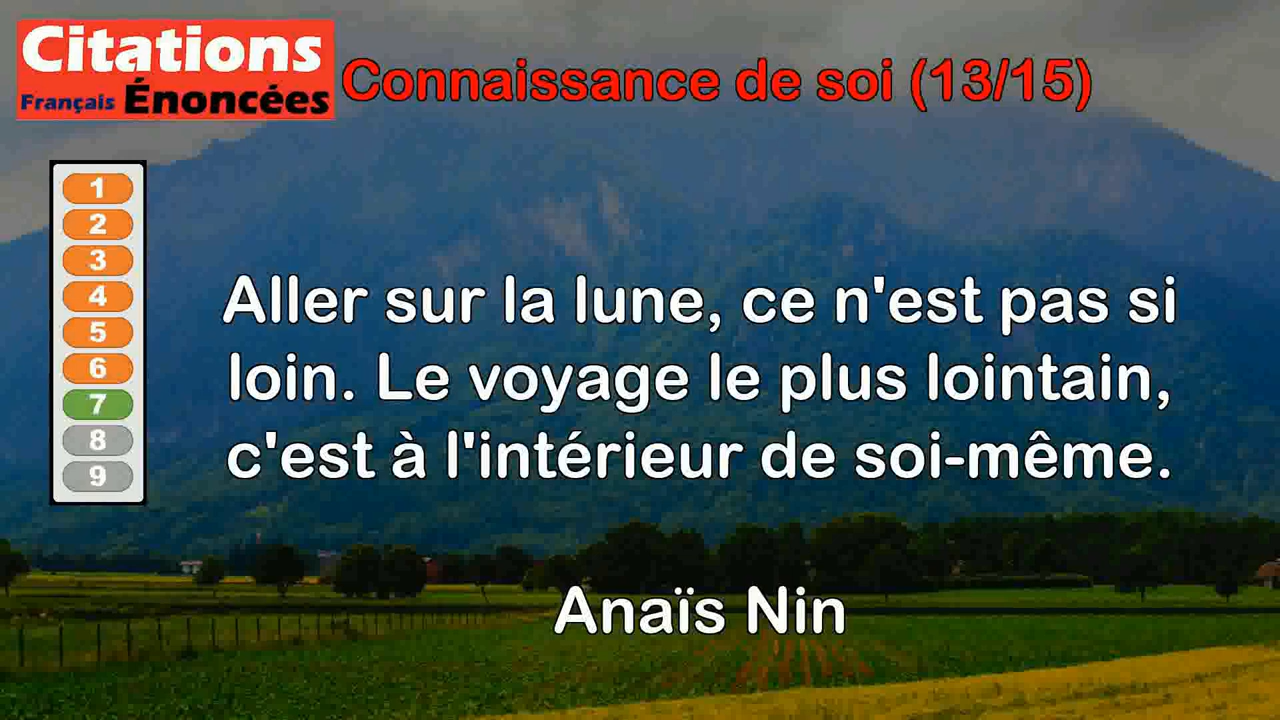 Citations
Français Énoncées
Connaissance de soi (13/15)
1
2
3
4
5
6
7
8
9
Aller sur la lune, ce n'est pas si
loin. Le voyage le plus lointain,
c'est à l'intérieur de soi-même.
Anaïs Nin